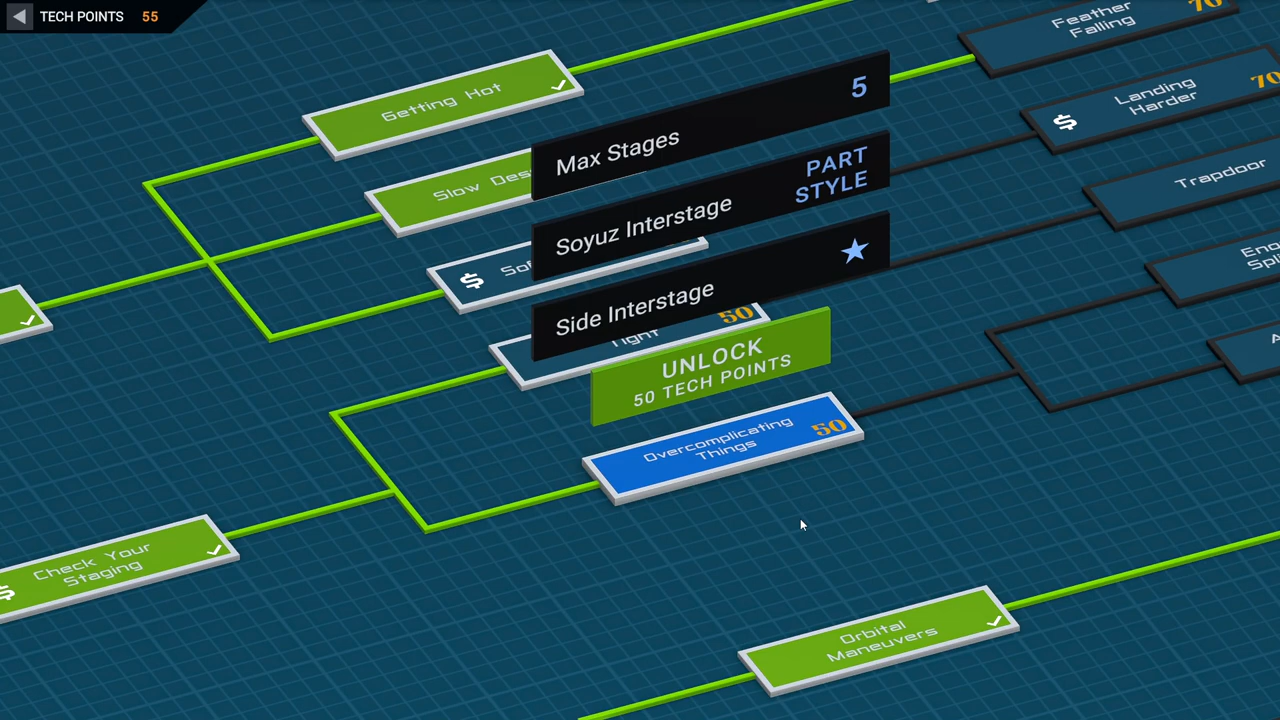 TECH POINTS 55
Feather
Falling
70
Getting Hot
5
Max Stages
$
Landing
Harder
70
Slow Des
PART
STYLE
Soyuz Interstage
Trapdoor
$
Side Interstage
50
UNLOCK
50 TECH POINTS
Overcomplicating
Things
50
Check Your
Staging
$
Orbital
Maneuvers